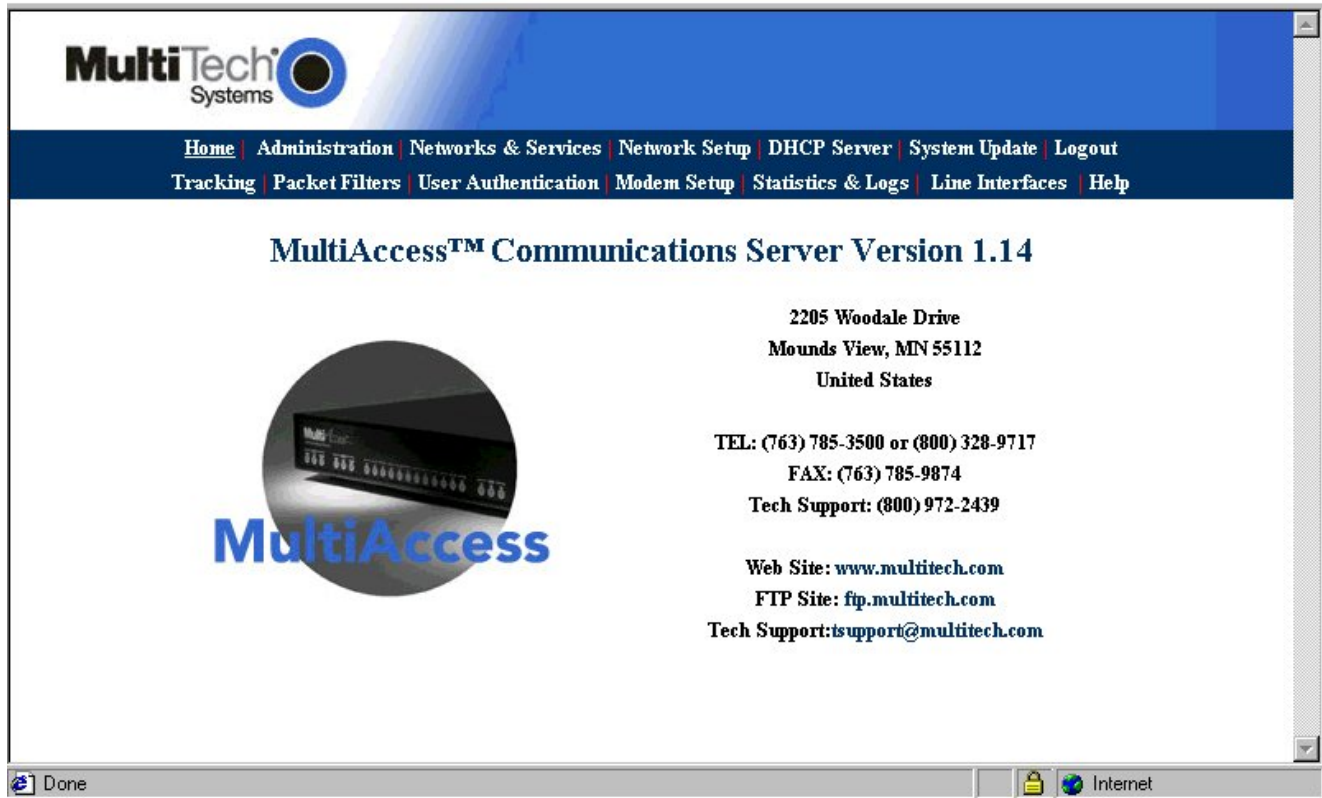 MultiTech
Systems
Home | Administration | Networks & Services | Network Setup | DHCP Server | System Update | Logout
Tracking | Packet Filters | User Authentication | Modem Setup | Statistics & Logs | Line Interfaces | Help
MultiAccess™ Communications Server Version 1.14
2205 Woodale Drive
Mounds View, MN 55112
United States
TEL: (763) 785-3500 or (800) 328-9717
FAX: (763) 785-9874
Tech Support: (800) 972-2439
MultiAccess
Web Site: www.multitech.com
FTP Site: ftp.multitech.com
Tech Support:tsupport@multitech.com
Done
Internet